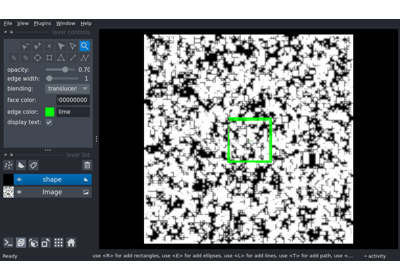 File View Plugins Window Help
layer controls
opacity: 0.70
edge width: 1
blending: translucen
face color: 00000000
edge color: lime
display text:
layer list
shape
Image
Ready use <R> for add rectangles, use <E> for add ellipses, use <L> for add lines, use <T> for add path, use <... activity